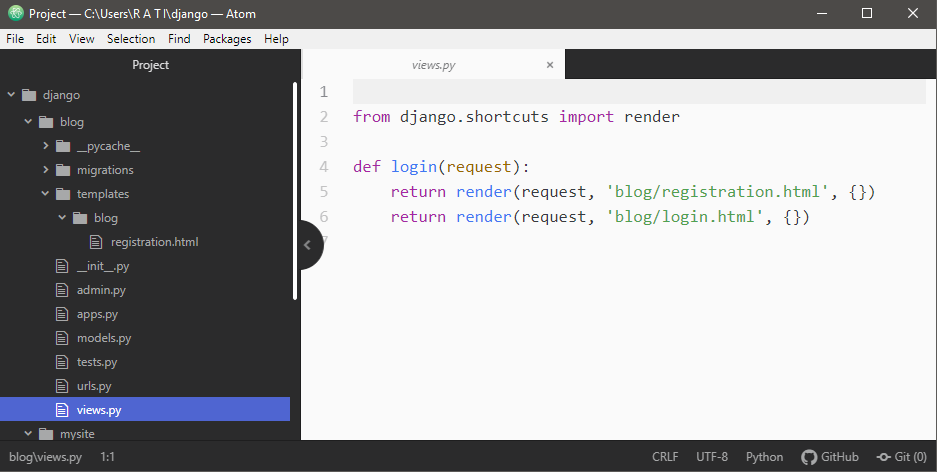 Project — C:\Users\R A T I\django — Atom
File Edit View Selection Find Packages Help
Project
django
blog
__pycache__
migrations
templates
blog
registration.html
__init__.py
admin.py
apps.py
models.py
tests.py
urls.py
views.py
mysite
views.py
1
2 from django.shortcuts import render
3
4 def login(request):
5 return render(request, 'blog/registration.html', {})
6 return render(request, 'blog/login.html', {})
7
blog\views.py 1:1 CRLF UTF-8 Python GitHub Git (0)